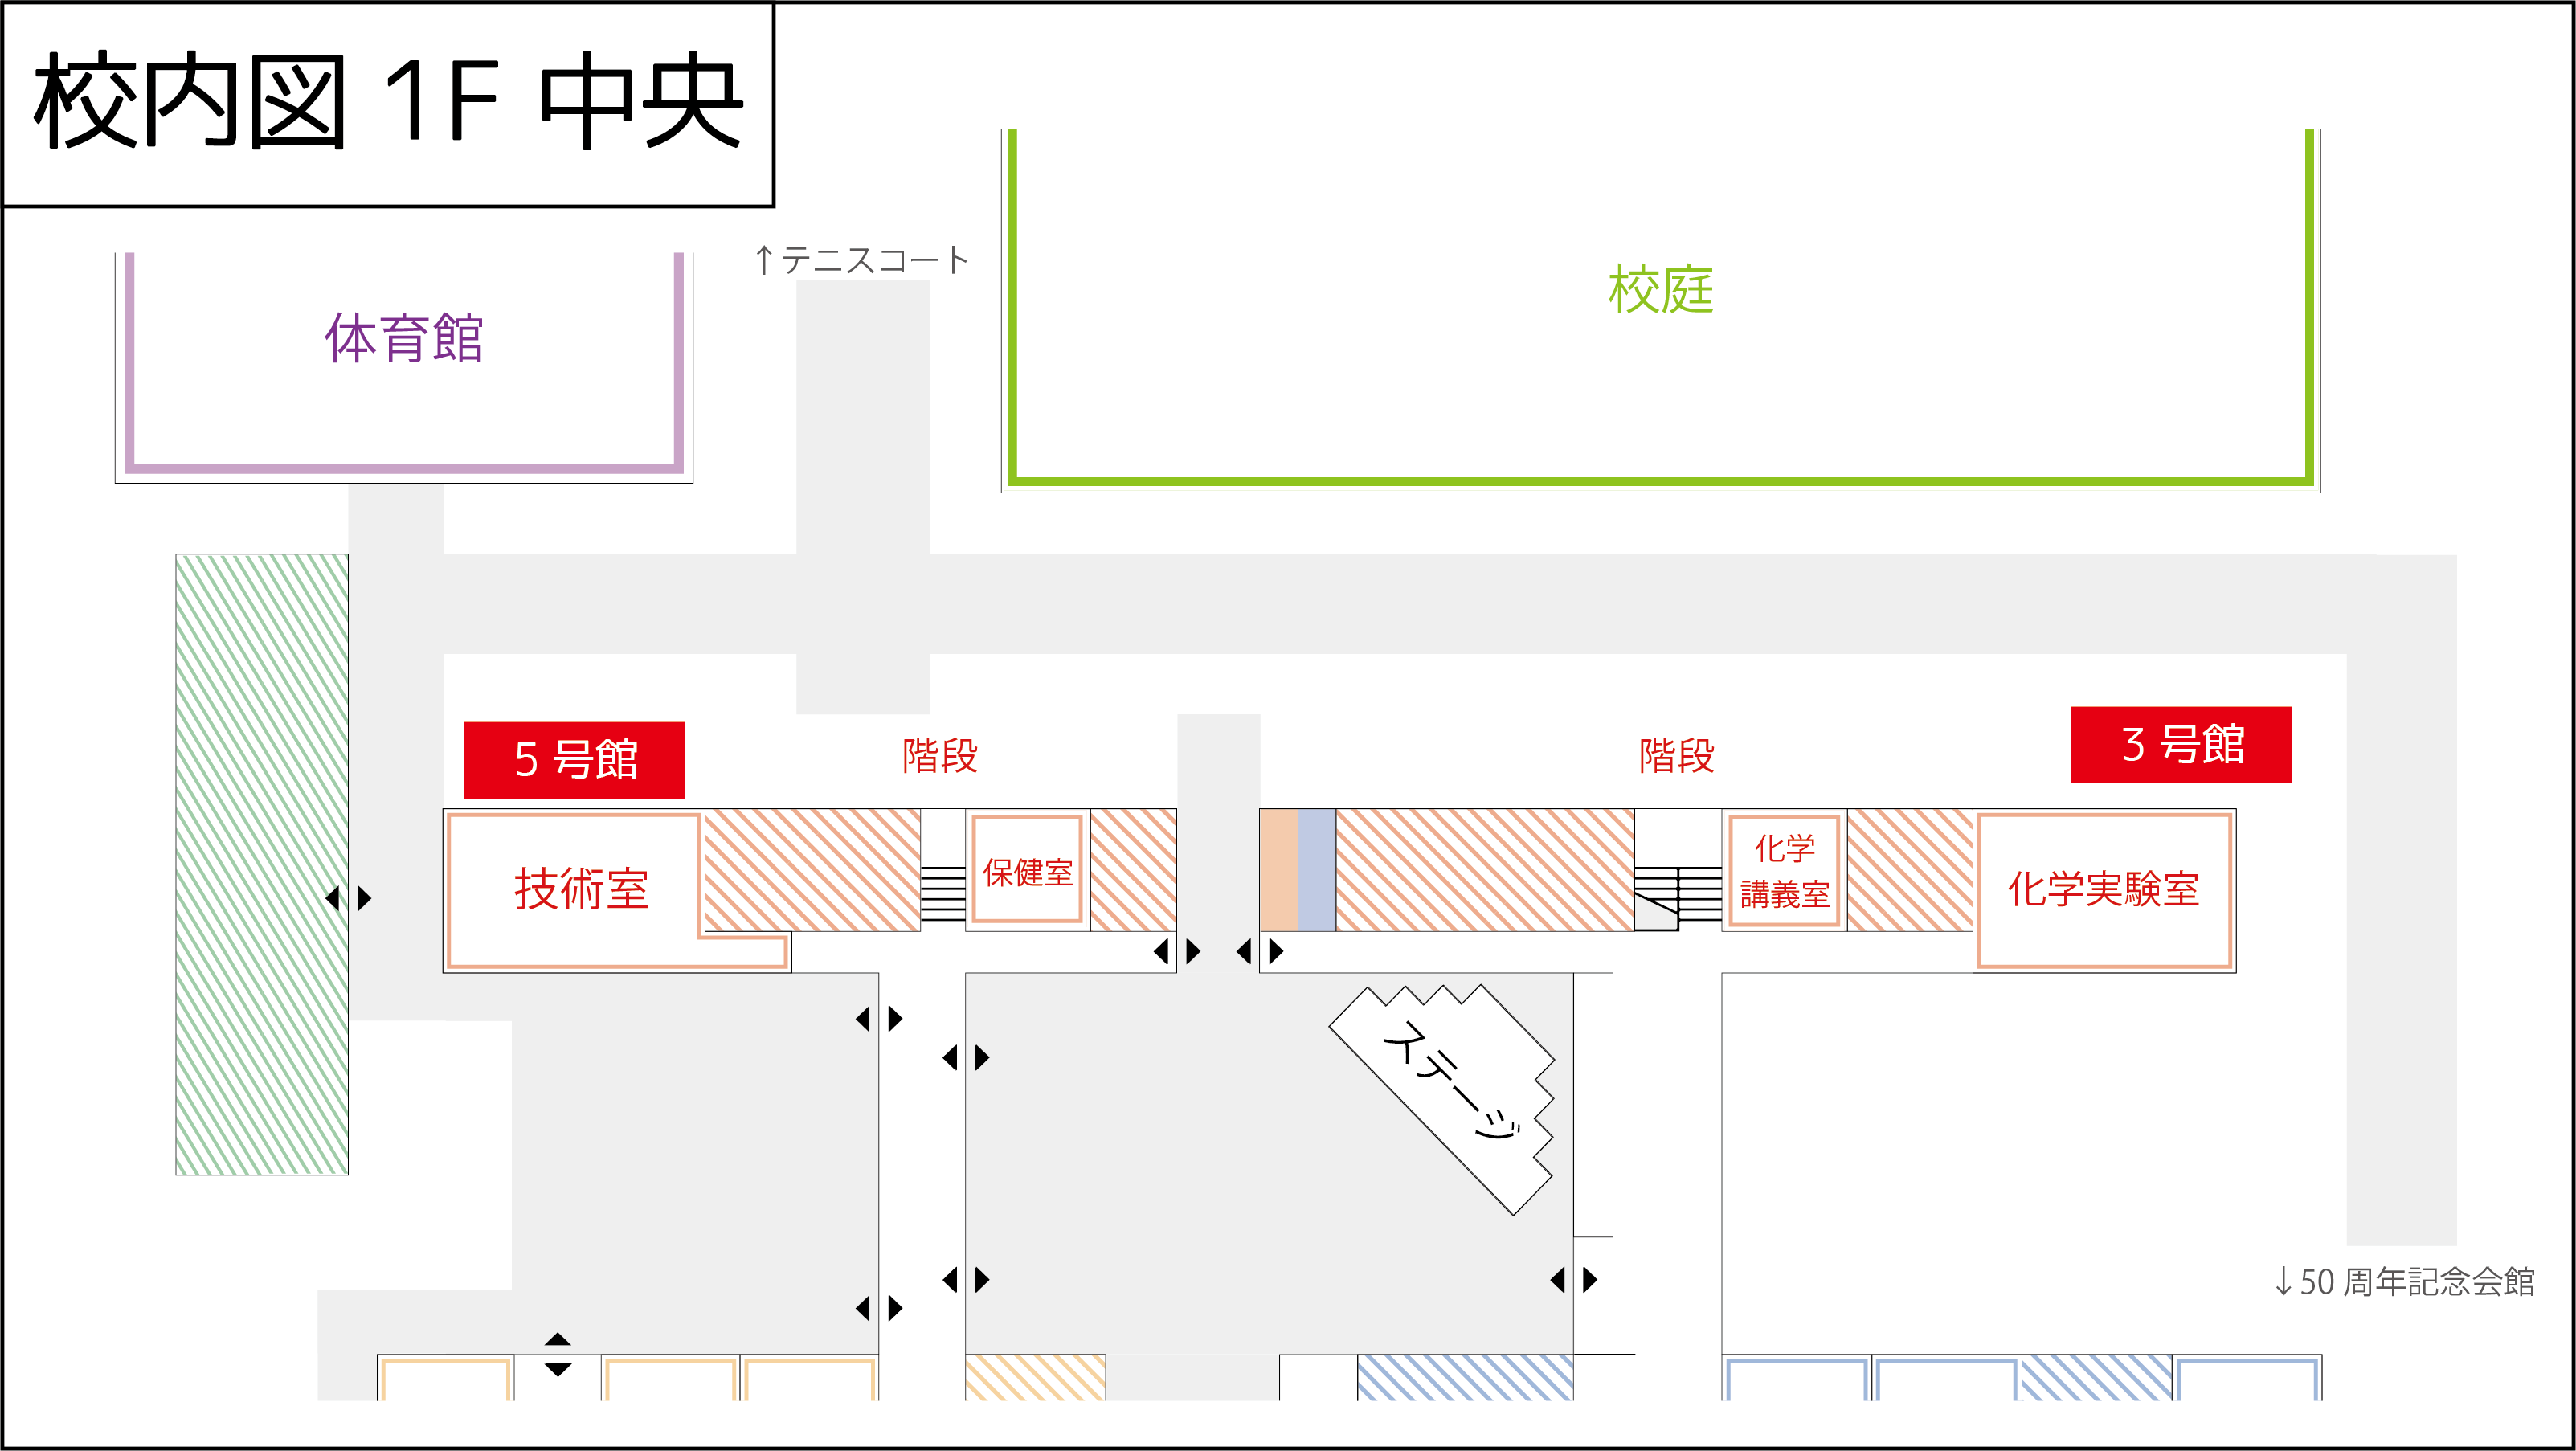 校内図 1F 中央
↑テニスコート
体育館
校庭
5 号館
階段
階段
3 号館
技術室
保健室
化学
講義室
化学実験室
ステージ
↓50 周年記念会館